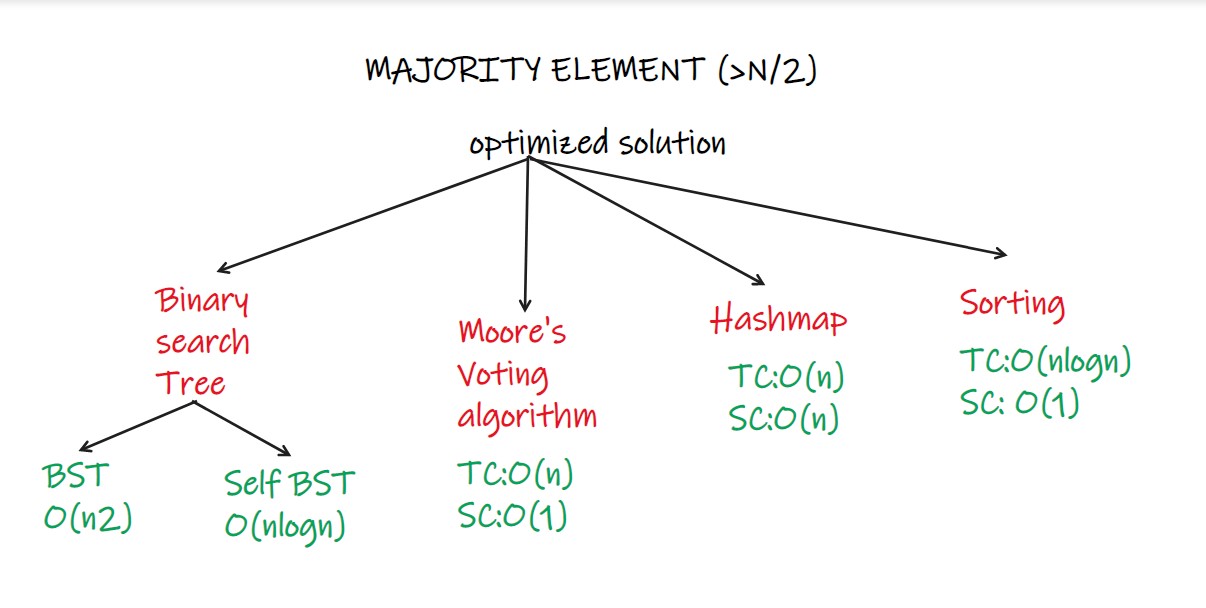 MAJORITY ELEMENT (>N/2)
optimized solution
Binary
search
Tree
BST
O(n2)
Self BST
O(nlogn)
Moore's
Voting
algorithm
TC:O(n)
SC:O(1)
Hashmap
TC:O(n)
SC:O(n)
Sorting
TC:O(nlogn)
SC: O(1)